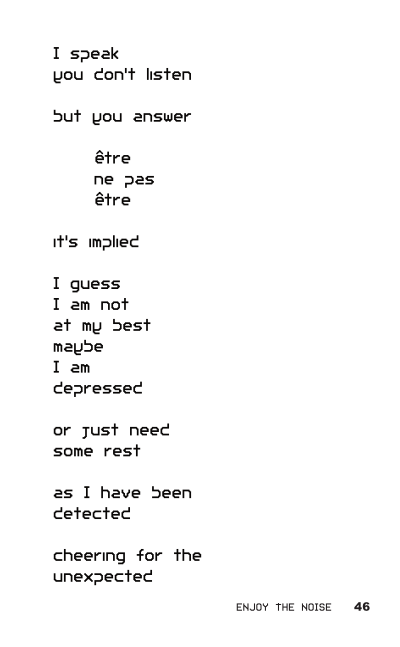 I speak
you don't listen
but you answer
être
ne pas
être
it's implied
I guess
I am not
at my best
maybe
I am
depressed
or just need
some rest
as I have been
detected
cheering for the
unexpected
ENJOY THE NOISE 46